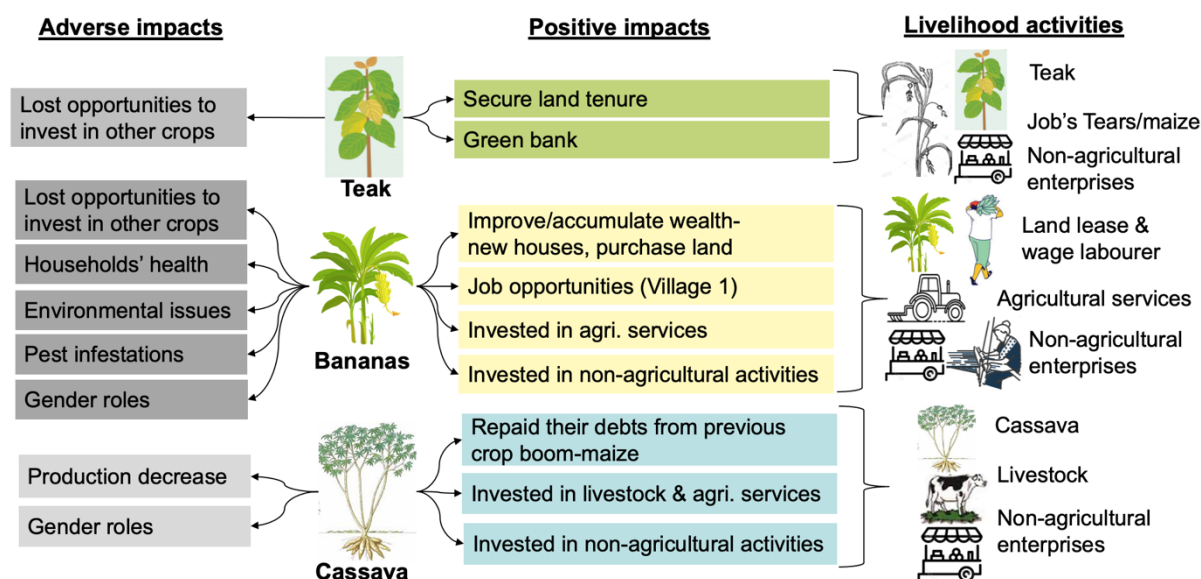 Adverse impacts
Positive impacts
Livelihood activities
Lost opportunities to
invest in other crops
Teak
Secure land tenure
Green bank
Teak
Job's Tears/maize
Non-agricultural
enterprises
Lost opportunities to
invest in other crops
Households' health
Environmental issues
Pest infestations
Gender roles
Bananas
Improve/accumulate wealth-
new houses, purchase land
Job opportunities (Village 1)
Invested in agri. services
Invested in non-agricultural activities
Land lease &
wage labourer
Agricultural services
Non-agricultural
enterprises
Production decrease
Gender roles
Cassava
Repaid their debts from previous
crop boom-maize
Invested in livestock & agri. services
Invested in non-agricultural activities
Cassava
Livestock
Non-agricultural
enterprises